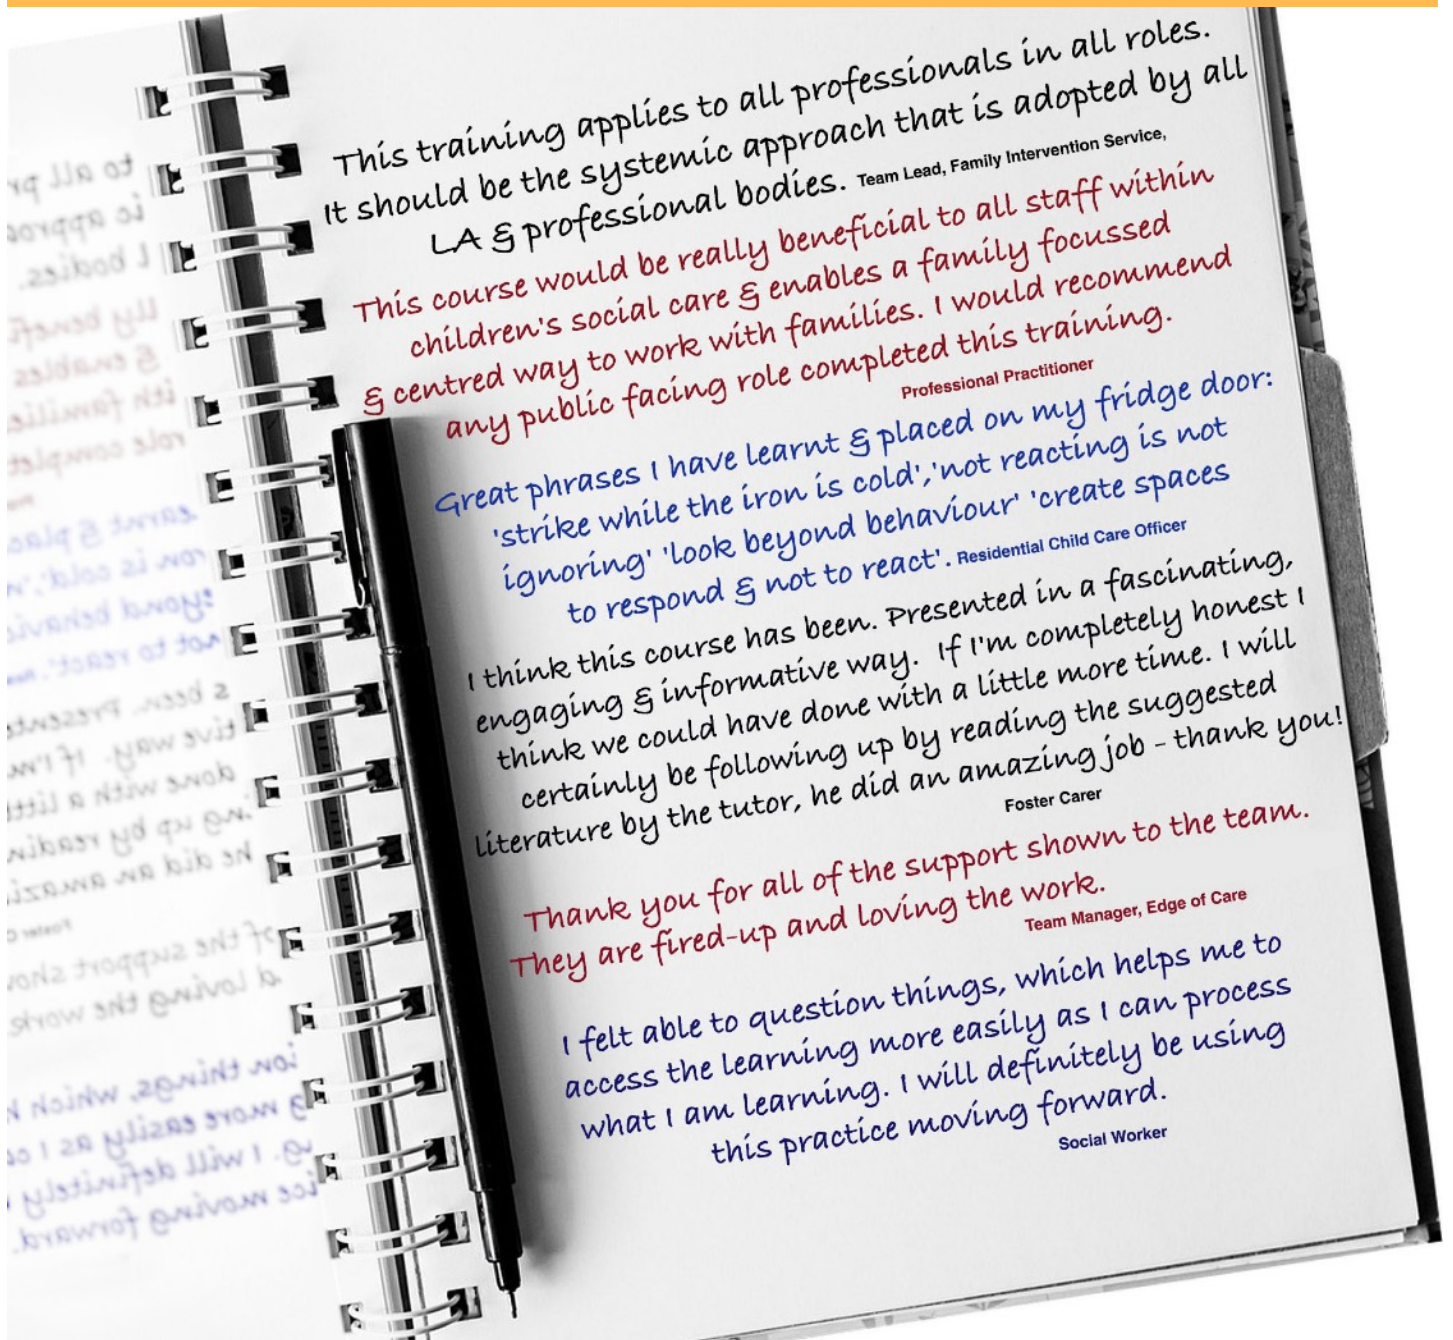 This training applies to all professionals in all roles.
It should be the systemic approach that is adopted by all
LA & professional bodies. Team Lead, Family Intervention Service,
This course would be really beneficial to all staff within
children's social care & enables a family focussed
& centred way to work with families. I would recommend
any public facing role completed this training.
Professional Practitioner
Great phrases I have learnt & placed on my fridge door:
'strike while the iron is cold','not reacting is not
ignoring' 'look beyond behaviour' 'create spaces
to respond & not to react'. Residential Child Care Officer
I think this course has been. Presented in a fascinating,
engaging & informative way. If I'm completely honest I
think we could have done with a little more time. I will
certainly be following up by reading the suggested
literature by the tutor, he did an amazing job - thank you!
Foster Carer
Thank you for all of the support shown to the team.
They are fired-up and loving the work.
Team Manager, Edge of Care
I felt able to question things, which helps me to
access the learning more easily as I can process
what I am learning. I will definitely be using
this practice moving forward.
Social Worker